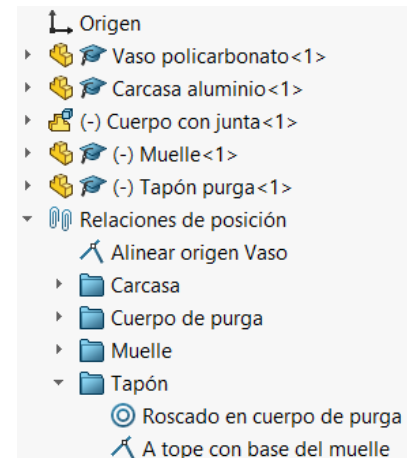 Origen
Vaso policarbonato<1>
Carcasa aluminio<1>
(-) Cuerpo con junta<1>
(-) Muelle<1>
(-) Tapón purga<1>
Relaciones de posición
Alinear origen Vaso
Carcasa
Cuerpo de purga
Muelle
Tapón
Roscado en cuerpo de purga
A tope con base del muelle